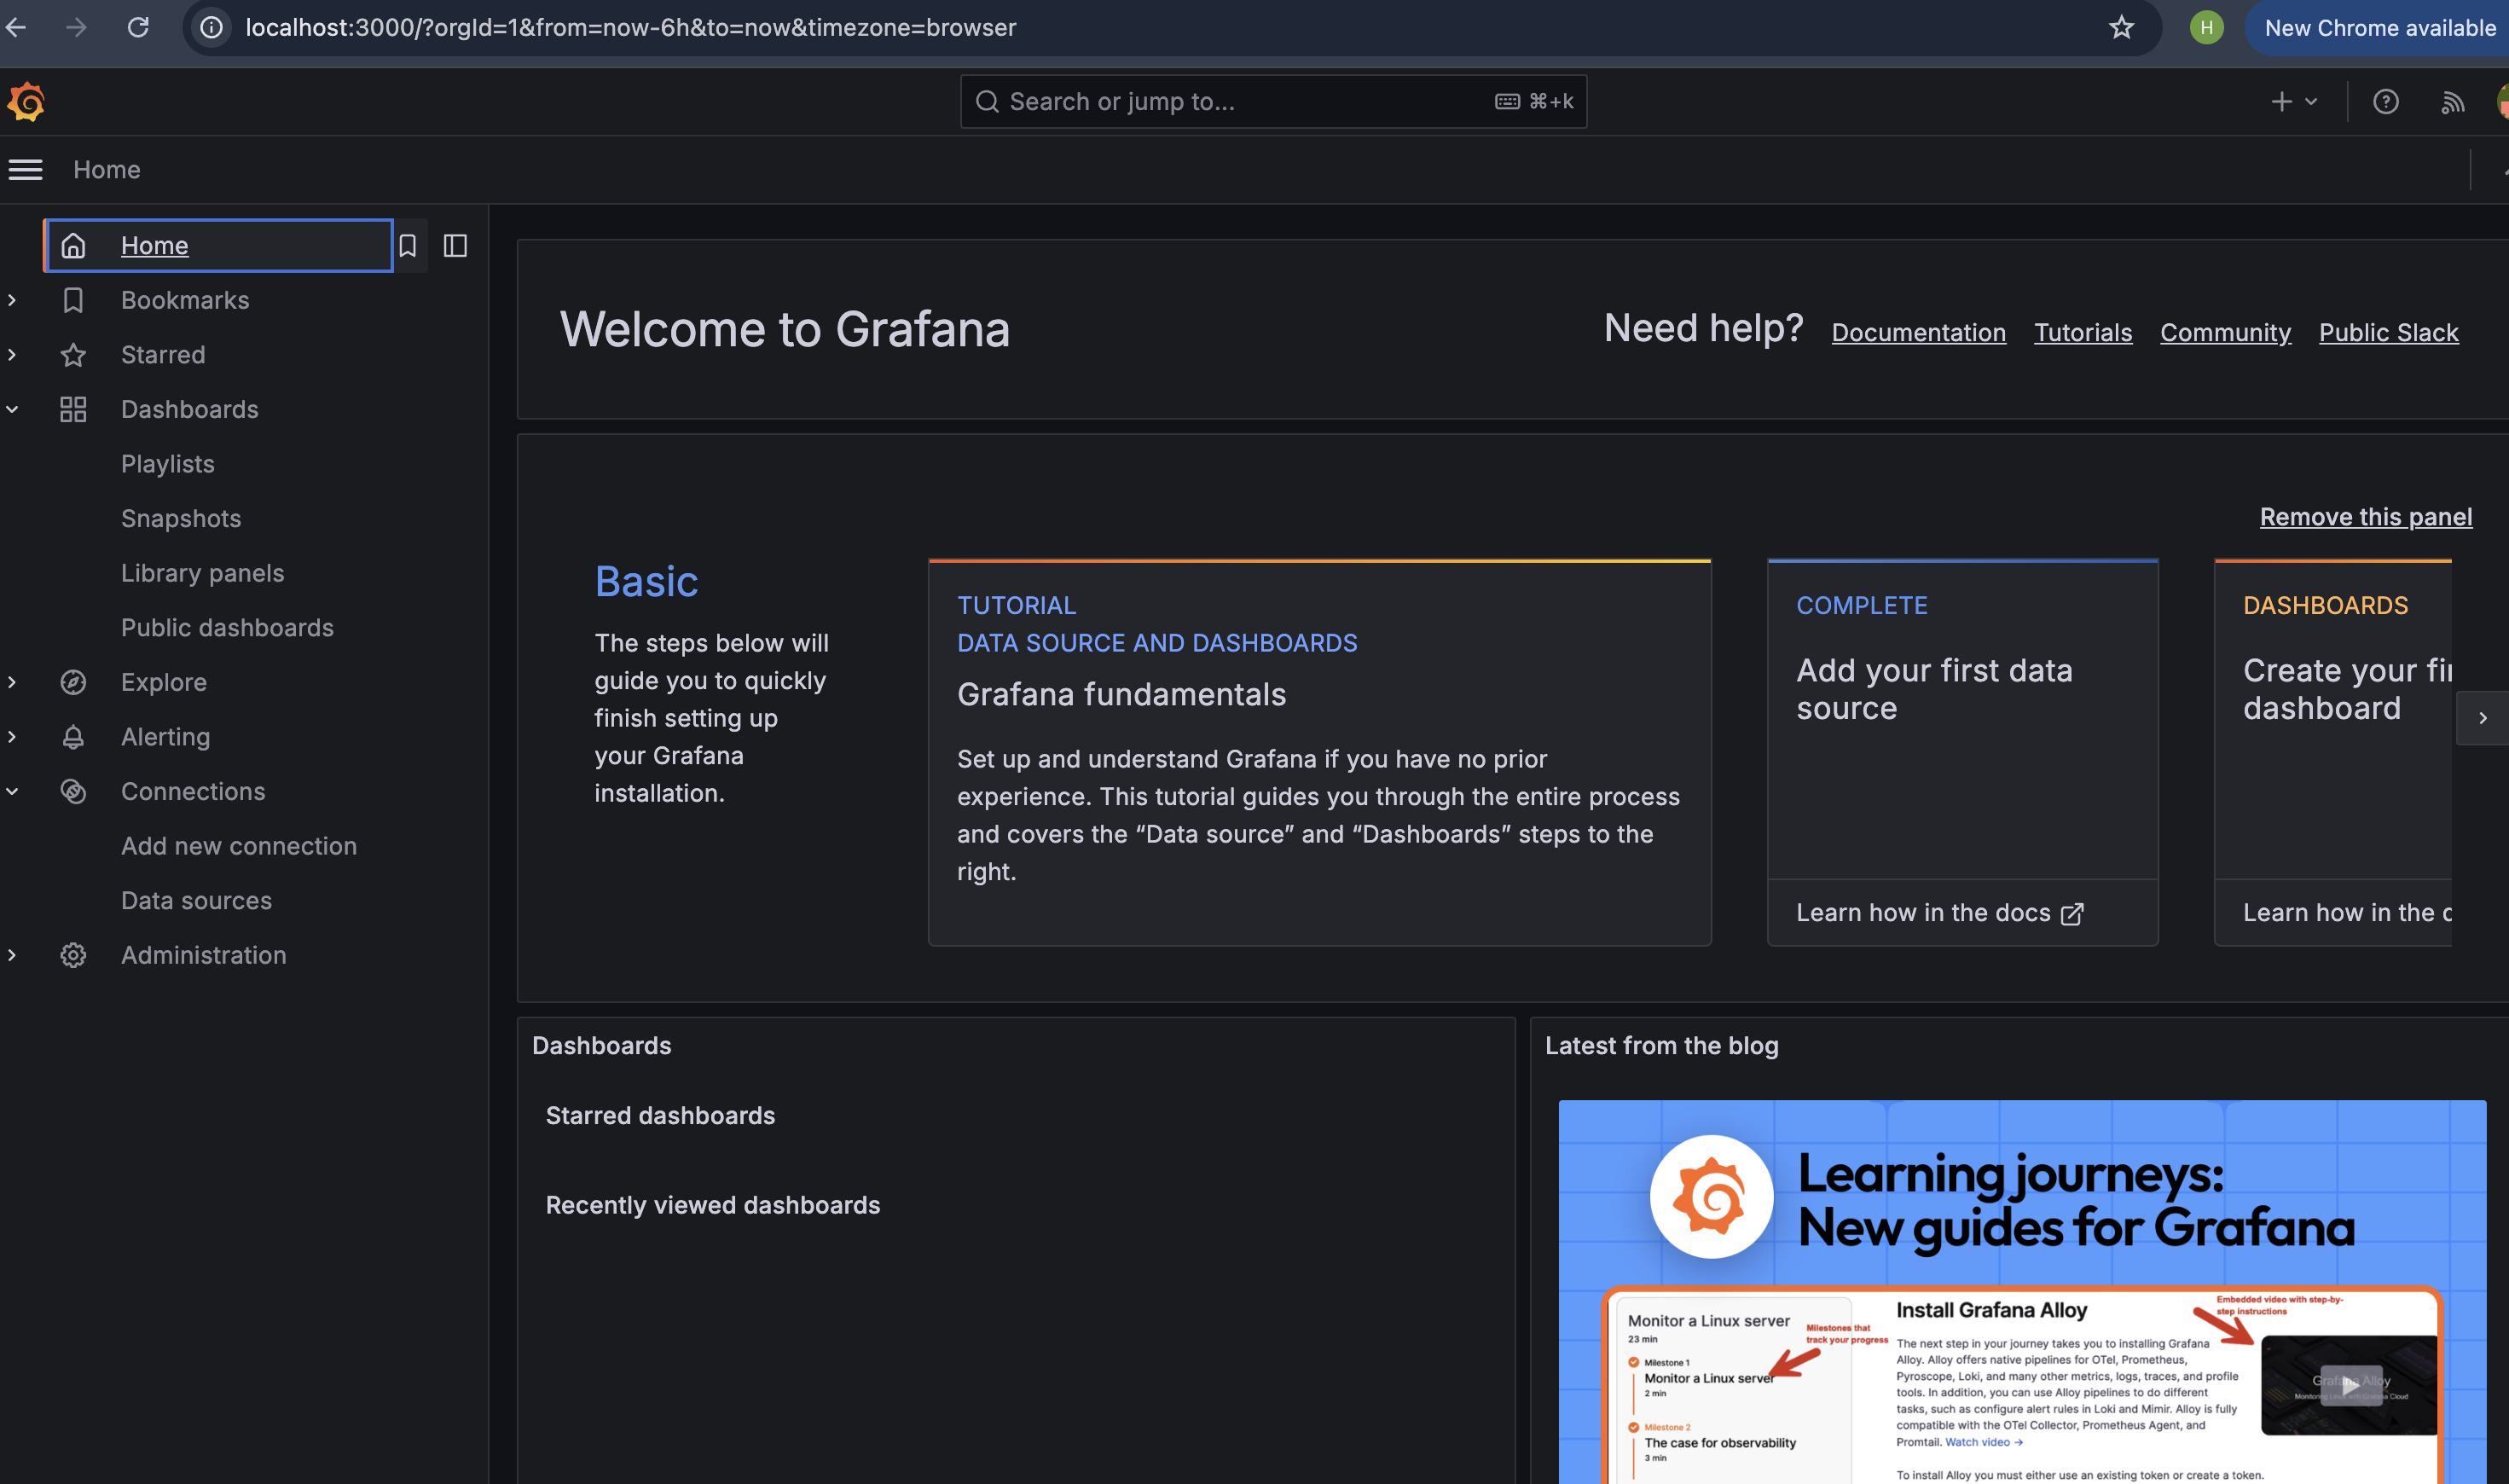 localhost:3000/?orgId=1&from=now-6h&to=now&timezone=browser
H
New Chrome available
Search or jump to...
⌘+k
Home
Home
Bookmarks
Starred
Dashboards
Playlists
Snapshots
Library panels
Public dashboards
Explore
Alerting
Connections
Add new connection
Data sources
Administration
Welcome to Grafana
Need help?
Documentation
Tutorials
Community
Public Slack
Remove this panel
Basic
The steps below will
guide you to quickly
finish setting up
your Grafana
installation.
TUTORIAL
DATA SOURCE AND DASHBOARDS
Grafana fundamentals
Set up and understand Grafana if you have no prior
experience. This tutorial guides you through the entire process
and covers the “Data source” and “Dashboards” steps to the
right.
COMPLETE
Add your first data
source
Learn how in the docs
DASHBOARDS
Create your fir
dashboard
Learn how in the d
Dashboards
Starred dashboards
Recently viewed dashboards
Latest from the blog
Learning journeys:
New guides for Grafana
Monitor a Linux server
23 min
Milestones that
track your progress
Milestone 1
Monitor a Linux server
2 min
Milestone 2
The case for observability
3 min
Install Grafana Alloy
The next step in your journey takes you to installing Grafana
Alloy. Alloy offers native pipelines for OTel, Prometheus,
Pyroscope, Loki, and many other metrics, logs, traces, and profile
tools. In addition, you can use Alloy pipelines to do different
tasks, such as configure alert rules in Loki and Mimir. Alloy is fully
compatible with the OTel Collector, Prometheus Agent, and
Promtail. Watch video →
To install Alloy you must either use an existing token or create a token.
Embedded video with step-by-
step instructions
Grafana Alloy
Monitoring Linux with Grafana Cloud